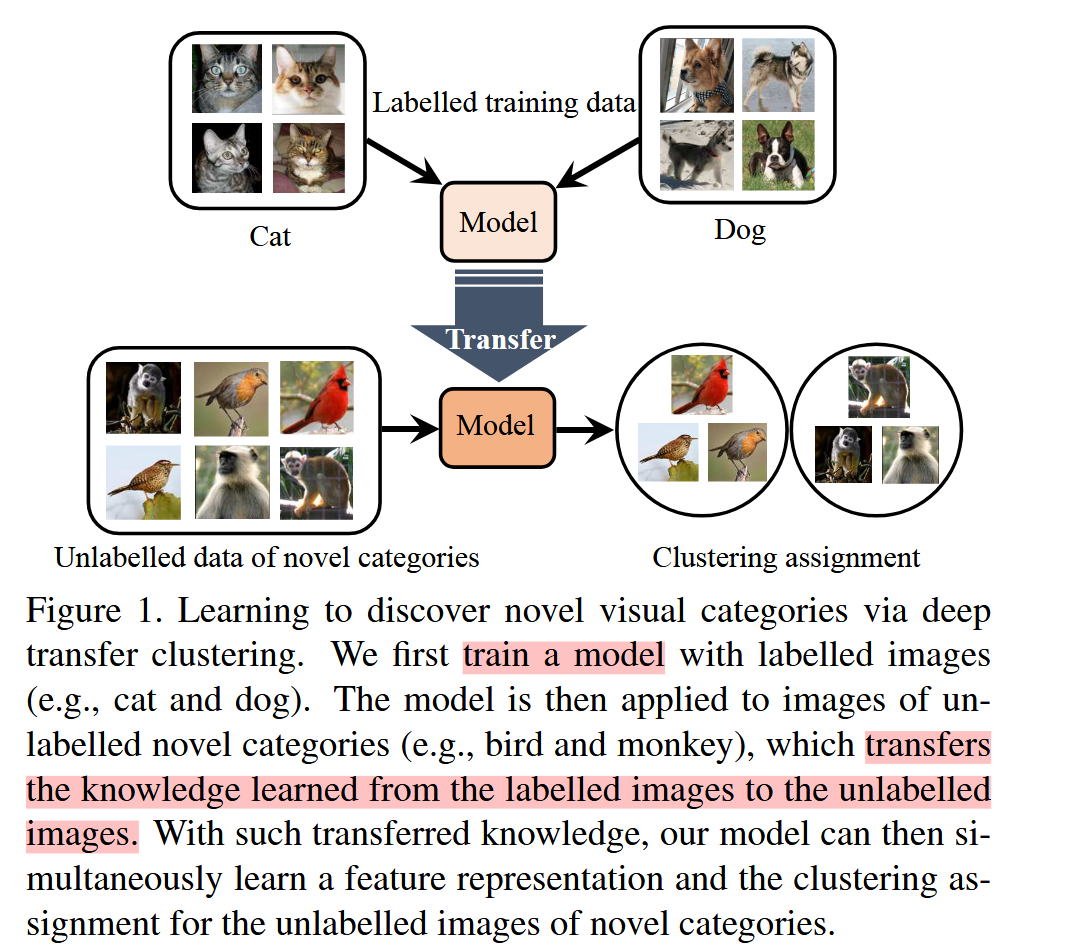 Labelled training data
Cat
Dog
Model
Transfer
Model
Unlabelled data of novel categories
Clustering assignment
Figure 1. Learning to discover novel visual categories via deep
transfer clustering. We first train a model with labelled images
(e.g., cat and dog). The model is then applied to images of un-
labelled novel categories (e.g., bird and monkey), which transfers
the knowledge learned from the labelled images to the unlabelled
images. With such transferred knowledge, our model can then si-
multaneously learn a feature representation and the clustering as-
signment for the unlabelled images of novel categories.